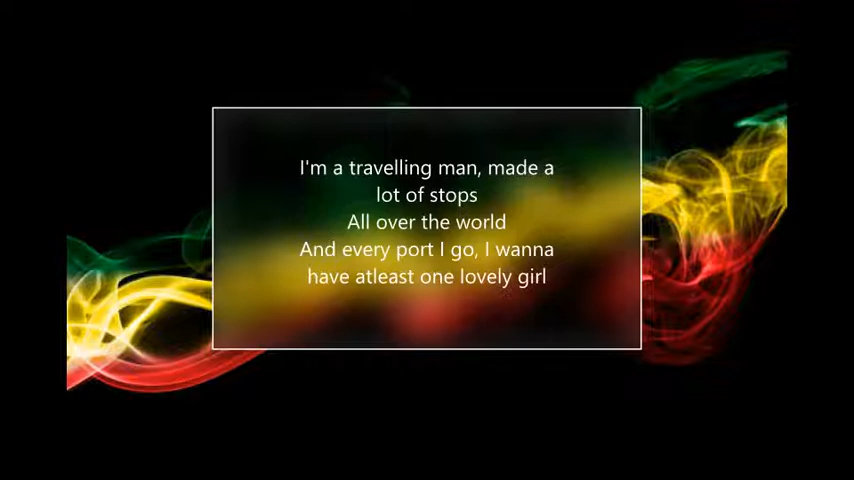 I'm a travelling man, made a
lot of stops
All over the world
And every port I go, I wanna
have atleast one lovely girl